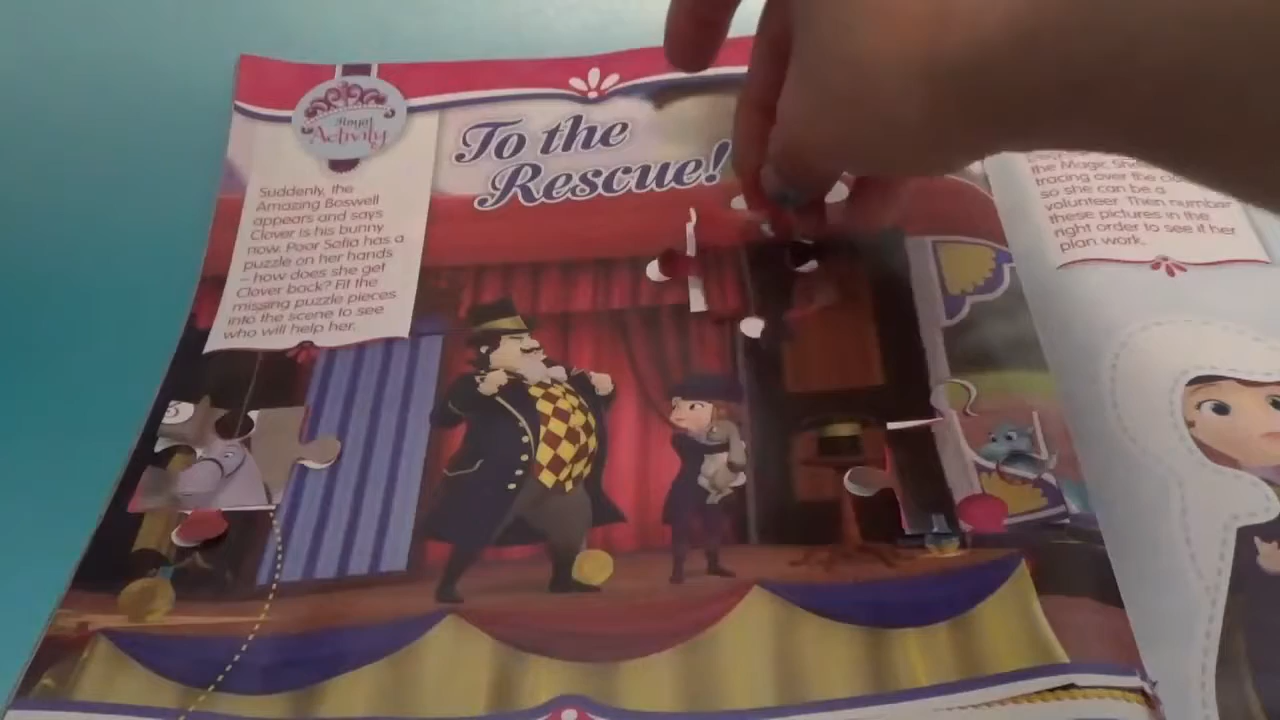 Royal
Activity
To the
Rescue!
Suddenly, the
Amazing Boswell
appears and says
Clover is his bunny
now. Poor Sofia has a
puzzle on her hands
– how does she get
Clover back? Fit the
missing puzzle pieces
into the scene to see
who will help her.
the Magic
tracing over the
so she can be a
volunteer. Then number
these pictures in the
right order to see if her
plan work.